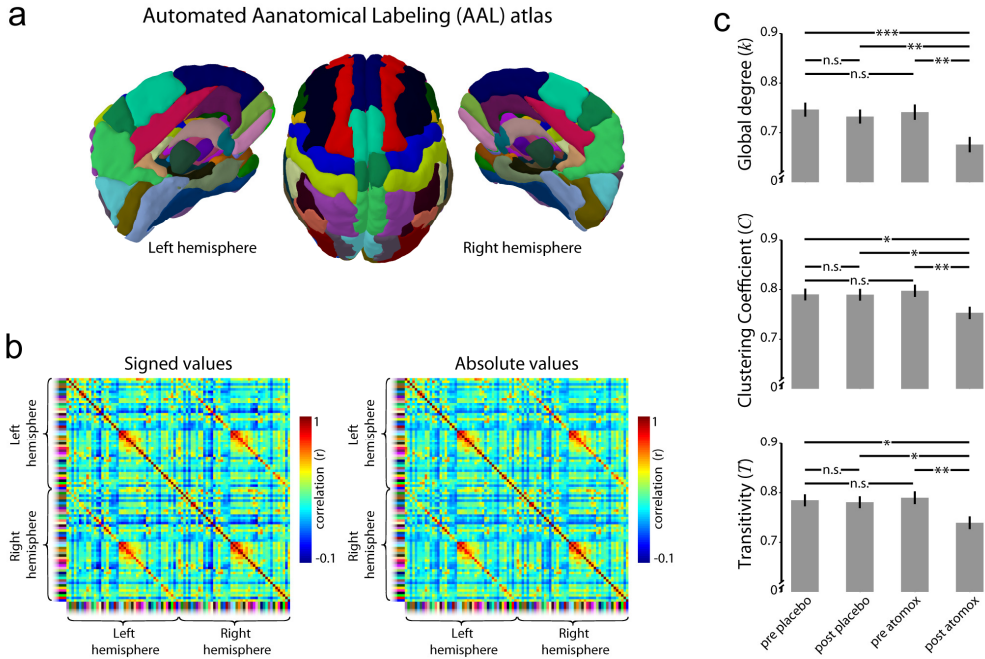 a
Automated Aanatomical Labeling (AAL) atlas
Left hemisphere
Right hemisphere
b
Signed values
Left
hemisphere
Right
hemisphere
1
correlation (r)
-0.1
Left
hemisphere
Right
hemisphere
Absolute values
Left
hemisphere
Right
hemisphere
1
correlation (r)
-0.1
Left
hemisphere
Right
hemisphere
c
Global degree (k)
0.9
0.8
0.7
0
***
**
n.s.
**
n.s.
Clustering Coefficient (C)
0.9
0.8
0.7
0
*
*
n.s.
**
n.s.
Transitivity (T)
0.9
0.8
0.7
0
*
*
n.s.
**
n.s.
pre placebo
post placebo
pre atomox
post atomox